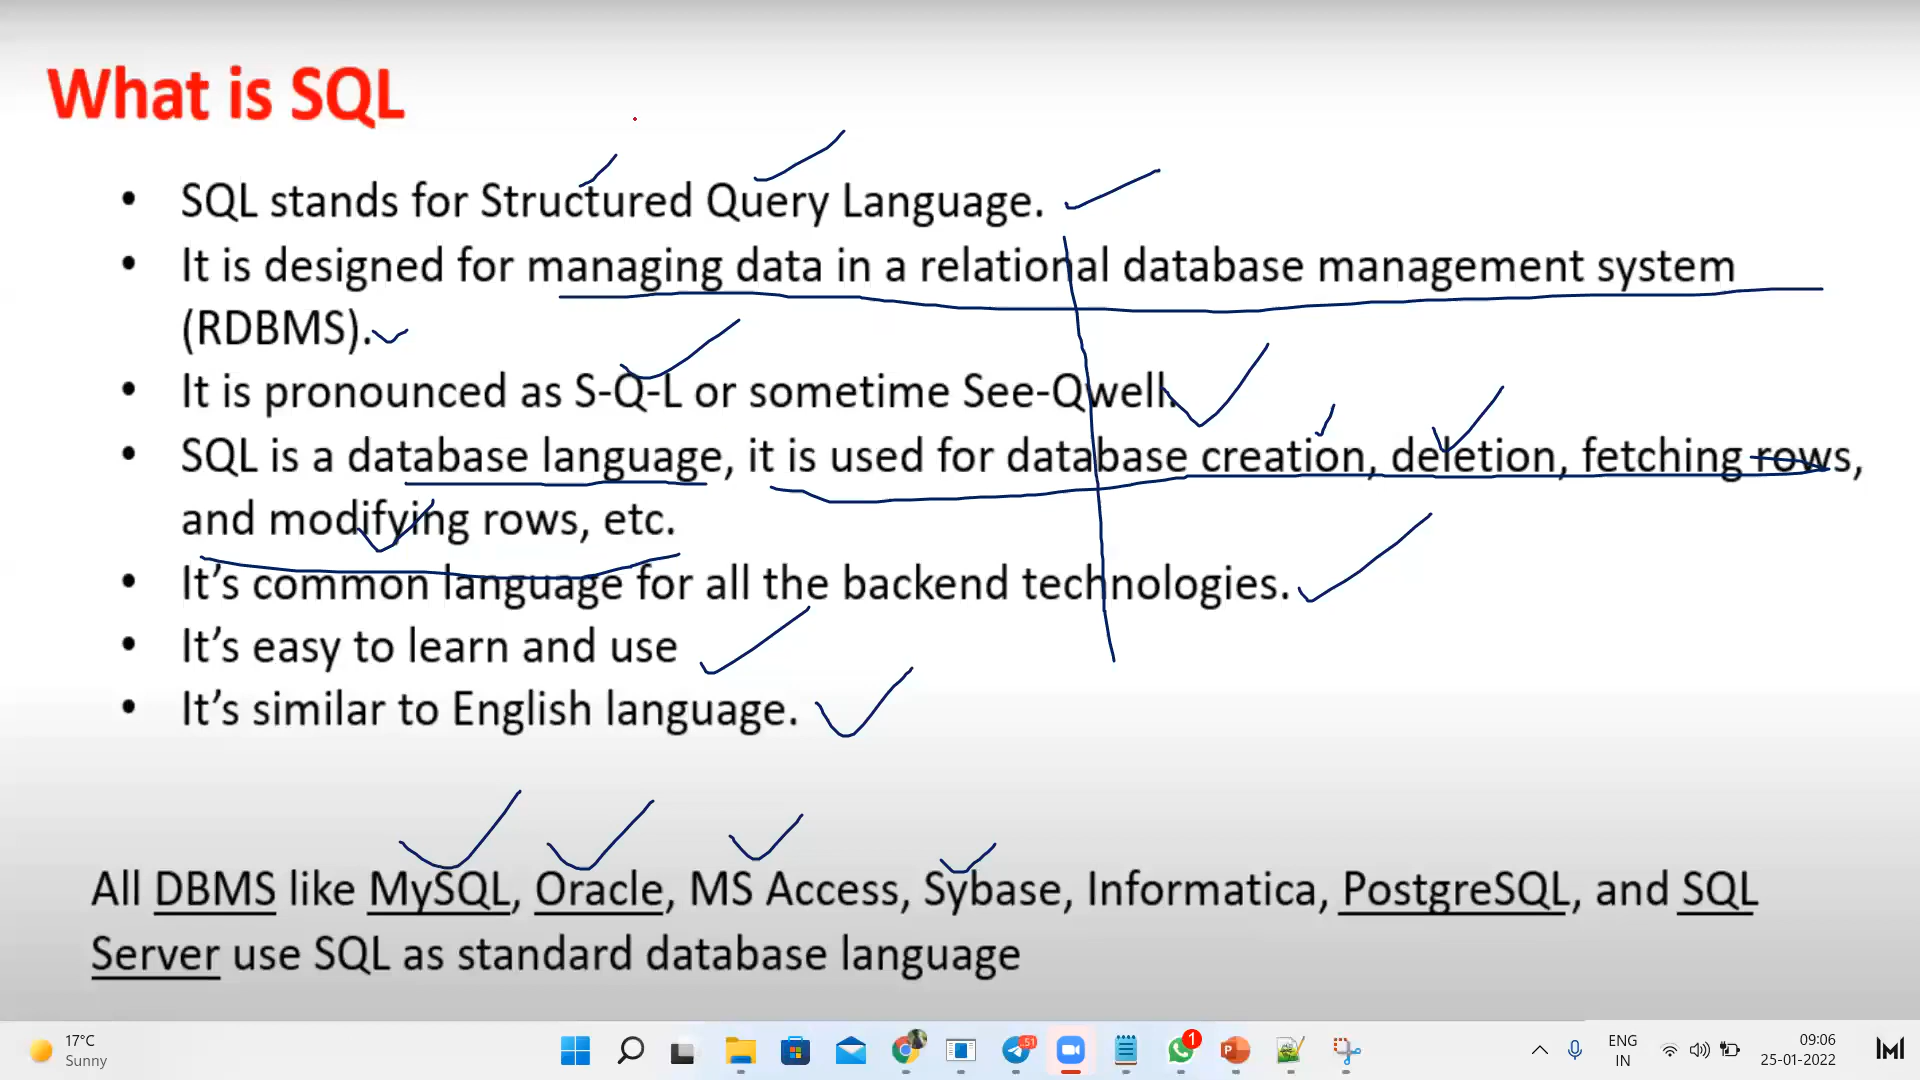 What is SQL
• SQL stands for Structured Query Language.
• It is designed for managing data in a relational database management system
(RDBMS).
• It is pronounced as S-Q-L or sometime See-Qwell.
• SQL is a database language, it is used for database creation, deletion, fetching rows,
and modifying rows, etc.
• It’s common language for all the backend technologies.
• It’s easy to learn and use
• It’s similar to English language.
All DBMS like MySQL, Oracle, MS Access, Sybase, Informatica, PostgreSQL, and SQL
Server use SQL as standard database language
17°C
Sunny
51
1
ENG
IN
09:06
25-01-2022